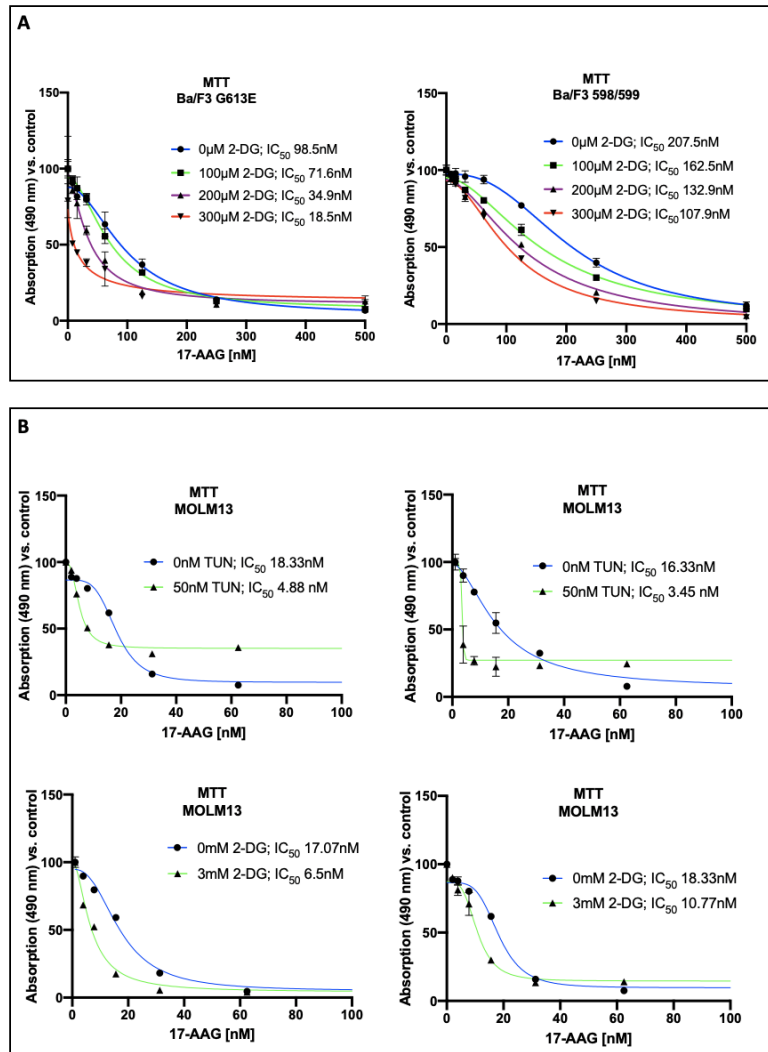 A
MTT
Ba/F3 G613E
0µM 2-DG; IC50 98.5nM
100µM 2-DG; IC50 71.6nM
200µM 2-DG; IC50 34.9nM
300µM 2-DG; IC50 18.5nM
Absorption (490 nm) vs. control
150
100
50
0
0 100 200 300 400 500
17-AAG [nM]
MTT
Ba/F3 598/599
0µM 2-DG; IC50 207.5nM
100µM 2-DG; IC50 162.5nM
200µM 2-DG; IC50 132.9nM
300µM 2-DG; IC50 107.9nM
Absorption (490 nm) vs. control
150
100
50
0
0 100 200 300 400 500
17-AAG [nM]
B
MTT
MOLM13
0nM TUN; IC50 18.33nM
50nM TUN; IC50 4.88 nM
Absorption (490 nm) vs. control
150
100
50
0
0 20 40 60 80 100
17-AAG [nM]
MTT
MOLM13
0nM TUN; IC50 16.33nM
50nM TUN; IC50 3.45 nM
Absorption (490 nm) vs. control
150
100
50
0
0 20 40 60 80 100
17-AAG [nM]
MTT
MOLM13
0mM 2-DG; IC50 17.07nM
3mM 2-DG; IC50 6.5nM
Absorption (490 nm) vs. control
150
100
50
0
0 20 40 60 80 100
17-AAG [nM]
MTT
MOLM13
0mM 2-DG; IC50 18.33nM
3mM 2-DG; IC50 10.77nM
Absorption (490 nm) vs. control
150
100
50
0
0 20 40 60 80 100
17-AAG [nM]